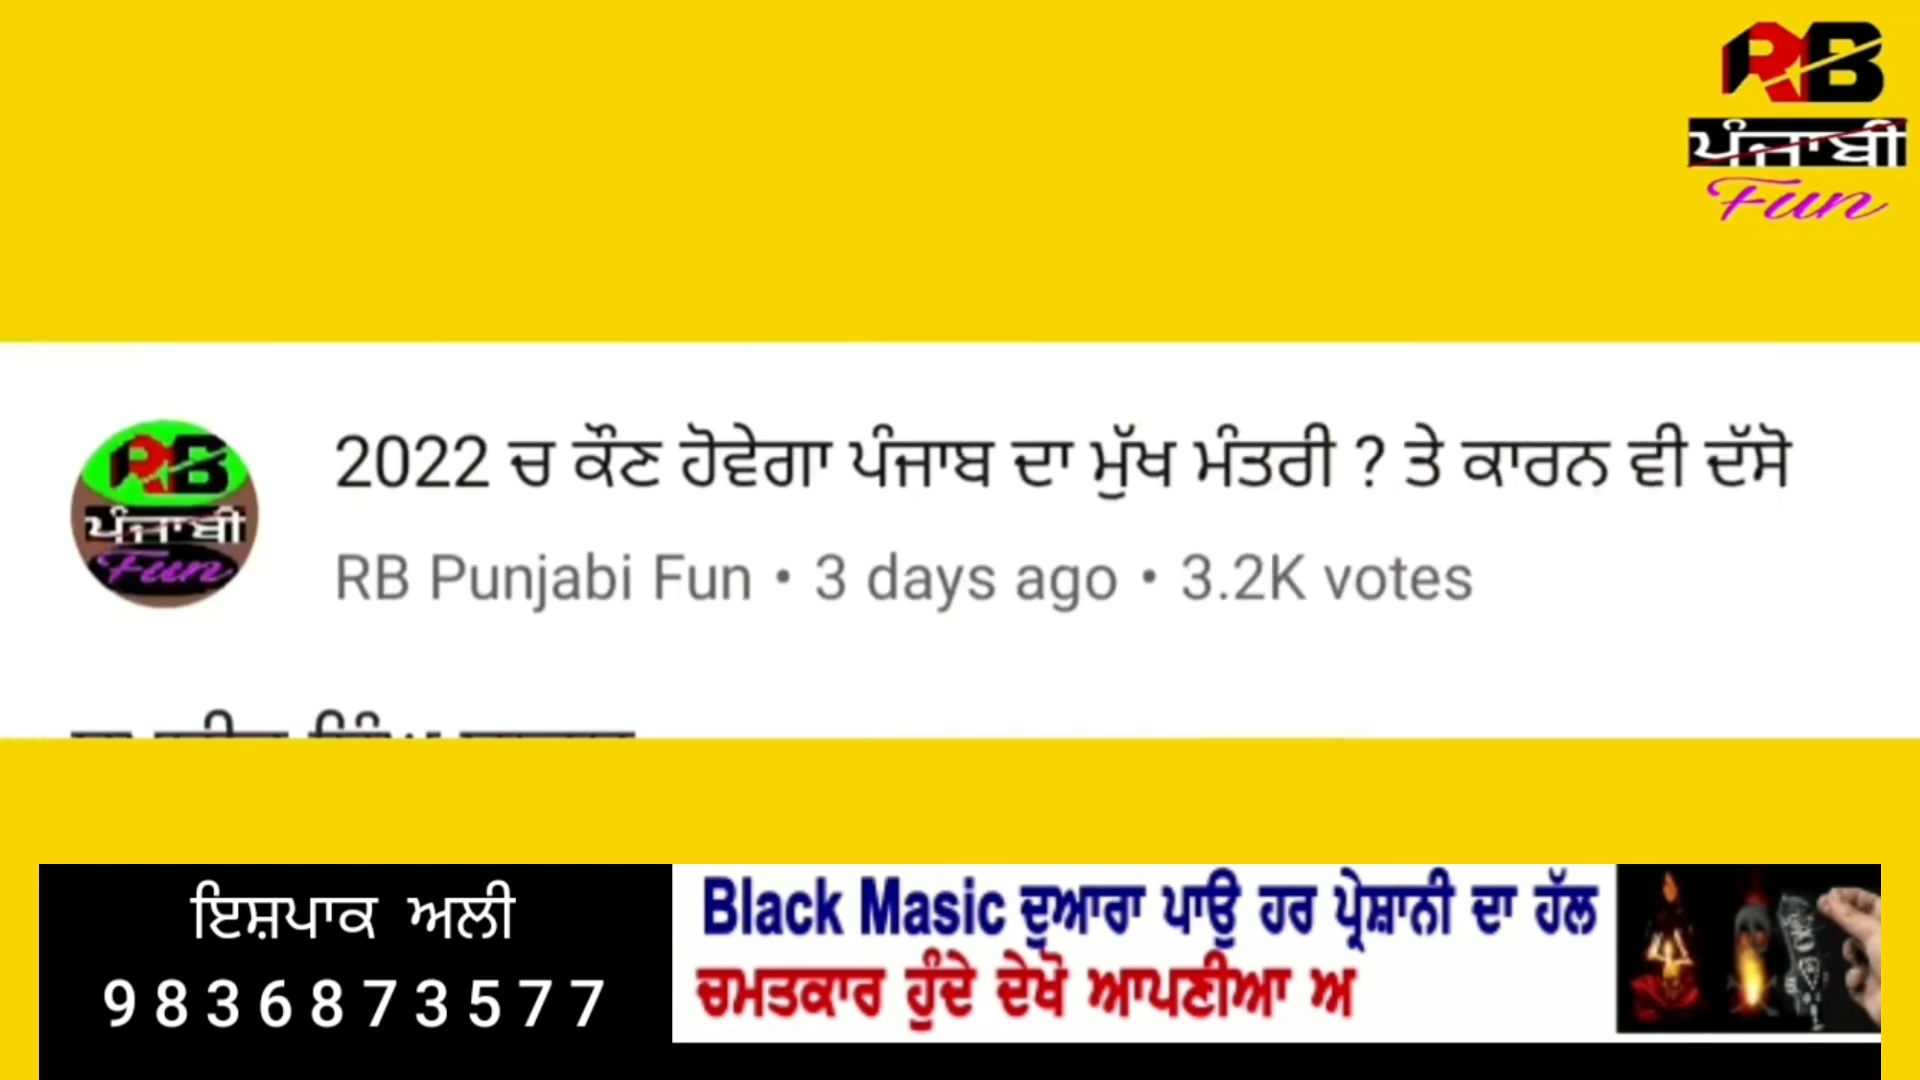 RB
ਪੰਜਾਬੀ
Fun
RB
ਪੰਜਾਬੀ
Fun
2022 ਚ ਕੌਣ ਹੋਵੇਗਾ ਪੰਜਾਬ ਦਾ ਮੁੱਖ ਮੰਤਰੀ ? ਤੇ ਕਾਰਨ ਵੀ ਦੱਸੋ
RB Punjabi Fun • 3 days ago • 3.2K votes
ਇਸ਼ਪਾਕ ਅਲੀ
9836873577
Black Masic ਦੁਆਰਾ ਪਾਉ ਹਰ ਪ੍ਰੇਸ਼ਾਨੀ ਦਾ ਹੱਲ
ਚਮਤਕਾਰ ਹੁੰਦੇ ਦੇਖੋ ਆਪਣੀਆ ਅ